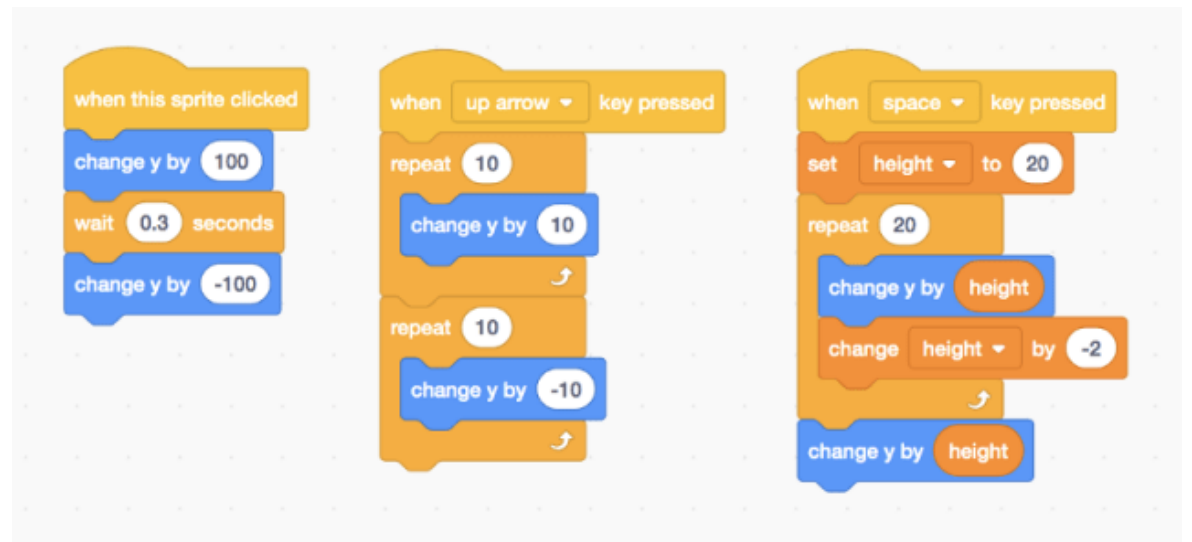 when this sprite clicked
change y by 100
wait 0.3 seconds
change y by -100
when up arrow key pressed
repeat 10
change y by 10
repeat 10
change y by -10
when space key pressed
set height to 20
repeat 20
change y by height
change height by -2
change y by height